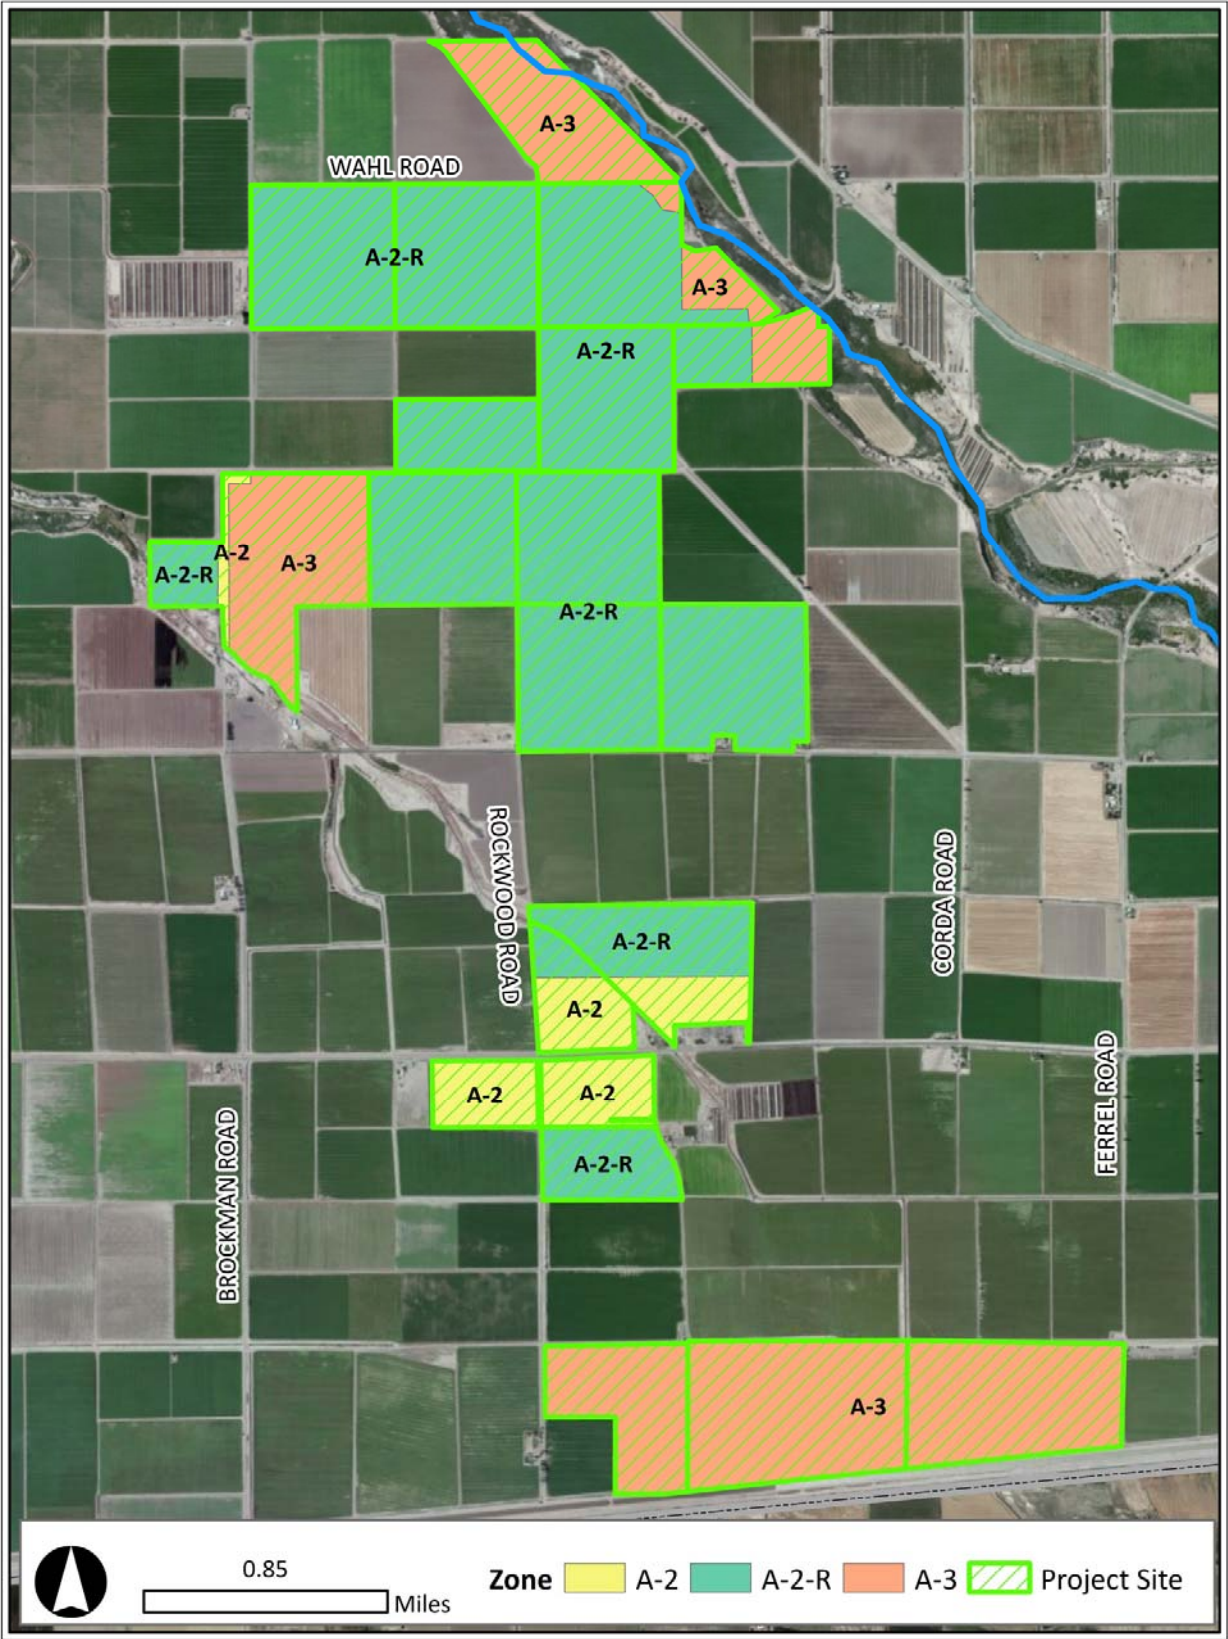 A-3
WAHL ROAD
A-2-R
A-3
A-2-R
A-2
A-3
A-2-R
A-2-R
ROCKWOOD ROAD
CORDA ROAD
A-2-R
A-2
FERREL ROAD
A-2
A-2
BROCKMAN ROAD
A-2-R
A-3
0.85
Miles
Zone A-2 A-2-R A-3 Project Site